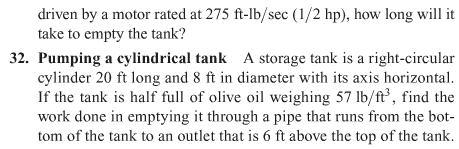 driven by a motor rated at 275 ft-lb/sec (1/2 hp), how long will it
take to empty the tank?
32. Pumping a cylindrical tank A storage tank is a right-circular
cylinder 20 ft long and 8 ft in diameter with its axis horizontal.
If the tank is half full of olive oil weighing 57 lb/ft³, find the
work done in emptying it through a pipe that runs from the bot-
tom of the tank to an outlet that is 6 ft above the top of the tank.